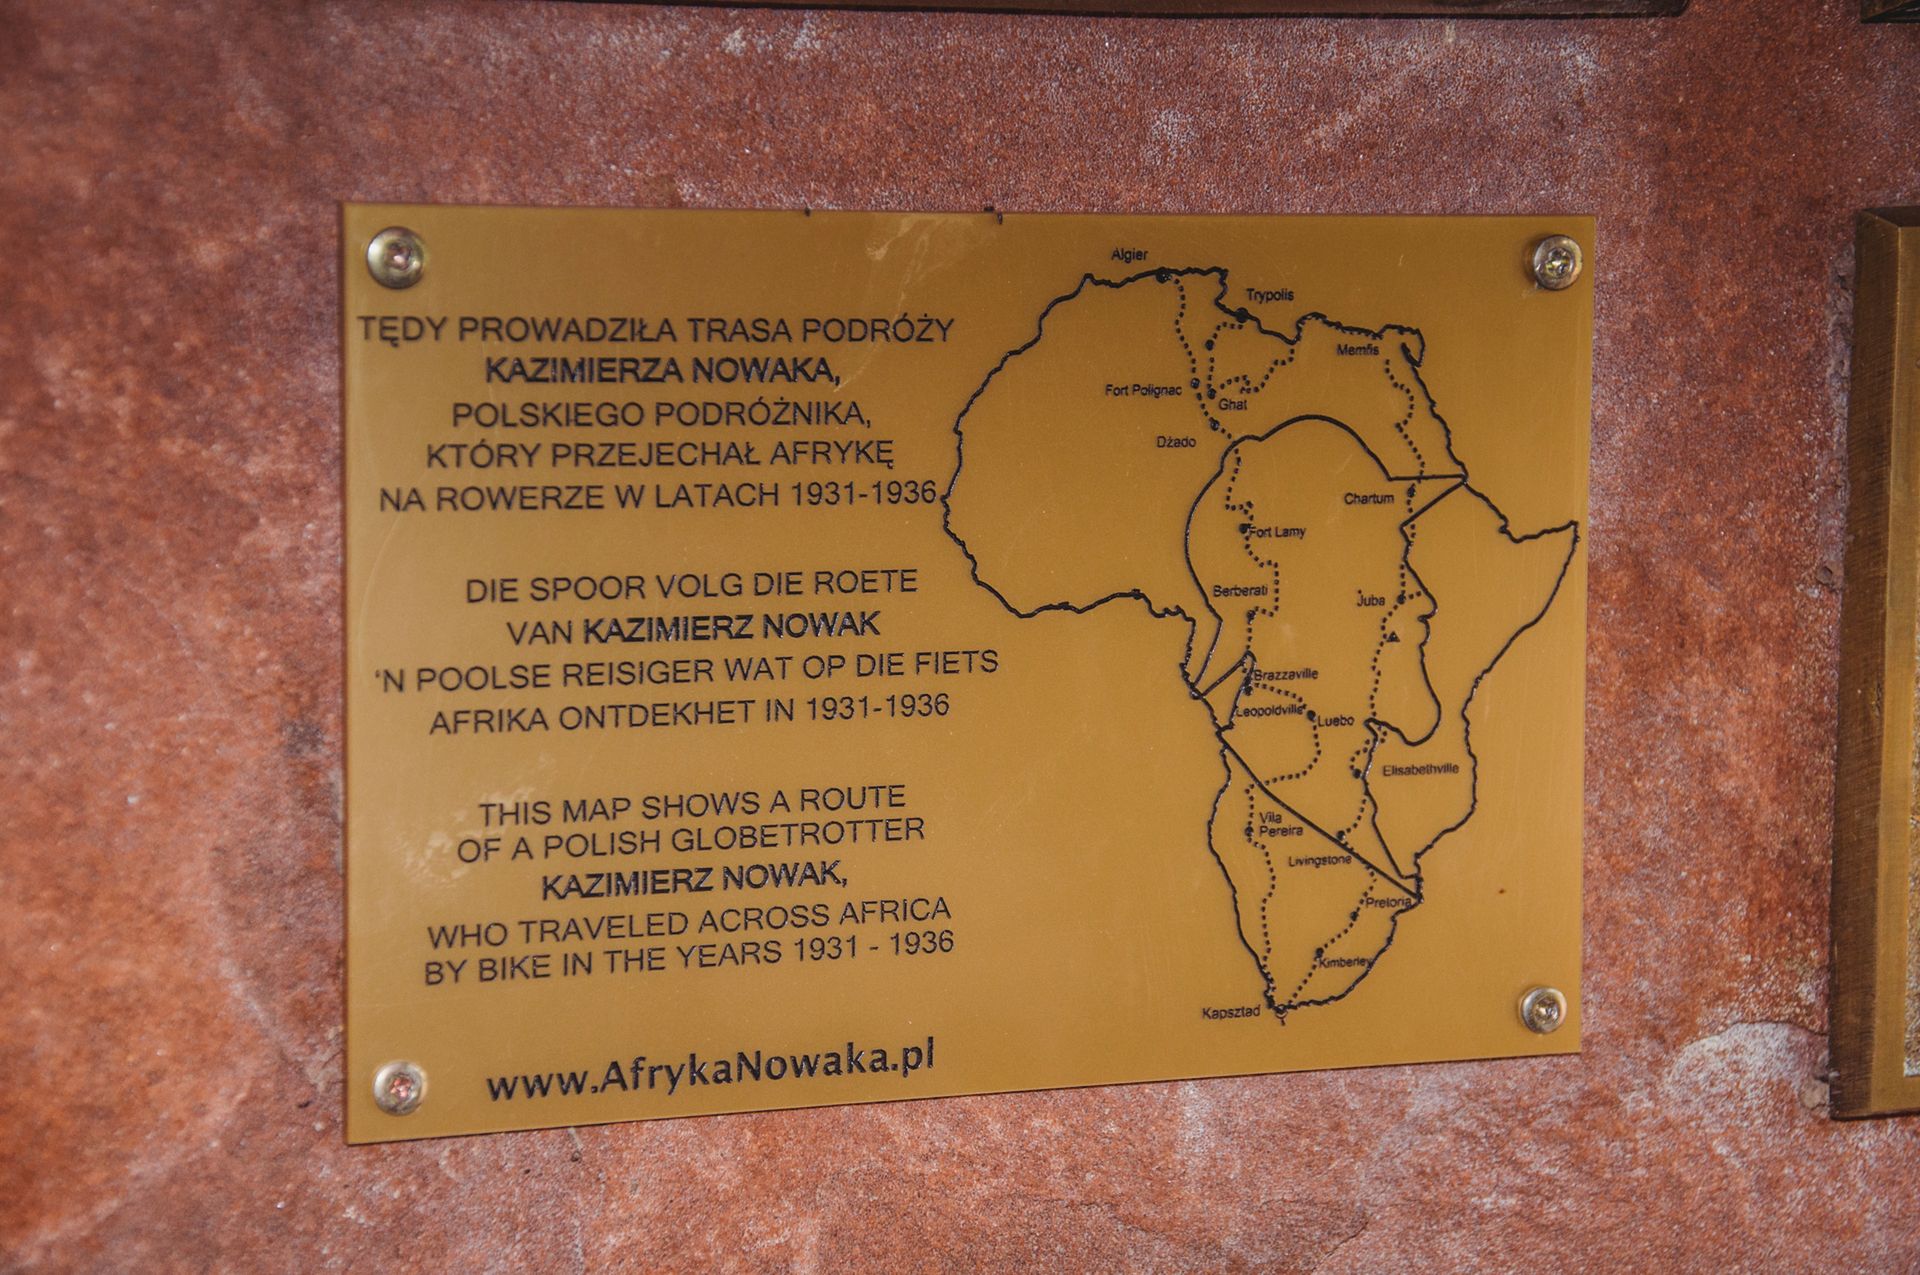 TĘDY PROWADZIŁA TRASA PODRÓŻY
KAZIMIERZA NOWAKA,
POLSKIEGO PODRÓŻNIKA,
KTÓRY PRZEJECHAŁ AFRYKĘ
NA ROWERZE W LATACH 1931-1936
DIE SPOOR VOLG DIE ROETE
VAN KAZIMIERZ NOWAK
'N POOLSE REISIGER WAT OP DIE FIETS
AFRIKA ONTDEKHET IN 1931-1936
THIS MAP SHOWS A ROUTE
OF A POLISH GLOBETROTTER
KAZIMIERZ NOWAK,
WHO TRAVELED ACROSS AFRICA
BY BIKE IN THE YEARS 1931 - 1936
www.AfrykaNowaka.pl
Algier
Trypolis
Memfis
Fort Polignac
Ghat
Dżado
Chartum
Fort Lamy
Berberati
Juba
Brazzaville
Leopoldville
Luebo
Elisabethville
Vila
Pereira
Livingstone
Pretoria
Kimberley
Kapsztad